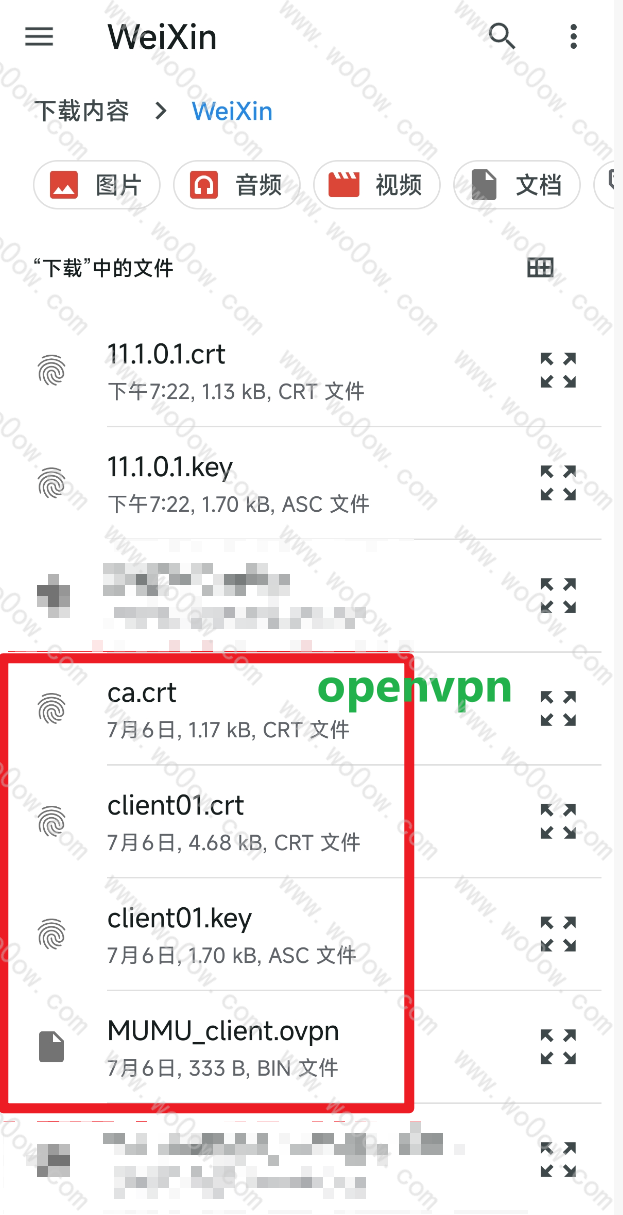 WeiXin
下载内容 > WeiXin
图片 音频 视频 文档
“下载”中的文件
11.1.0.1.crt
下午7:22, 1.13 kB, CRT 文件
11.1.0.1.key
下午7:22, 1.70 kB, ASC 文件
openvpn
ca.crt
7月6日, 1.17 kB, CRT 文件
client01.crt
7月6日, 4.68 kB, CRT 文件
client01.key
7月6日, 1.70 kB, ASC 文件
MUMU_client.ovpn
7月6日, 333 B, BIN 文件
www.wo0ow.com